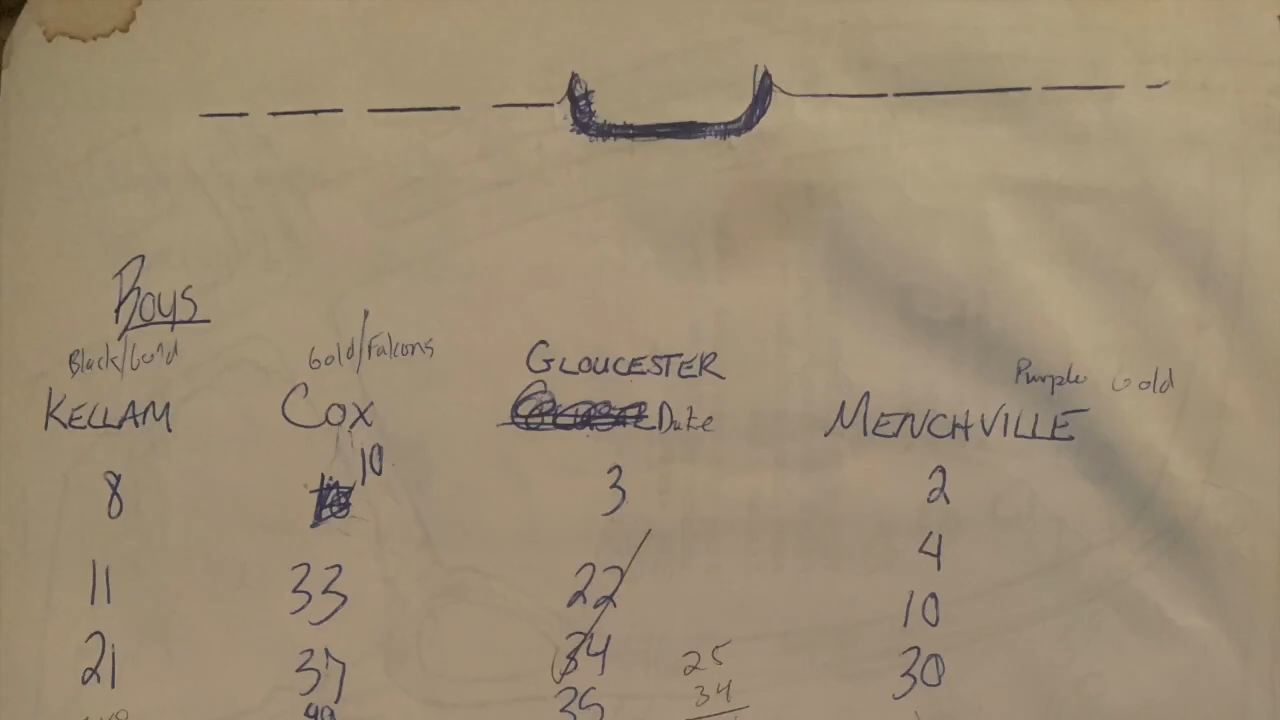 Boys
Black/Gold Gold/Falcons GLOUCESTER Purple Gold
KELLAM COX Duke MENCHVILLE
8 10 3 2
4
11 33 22 10
21 37 34 25 30
35 34